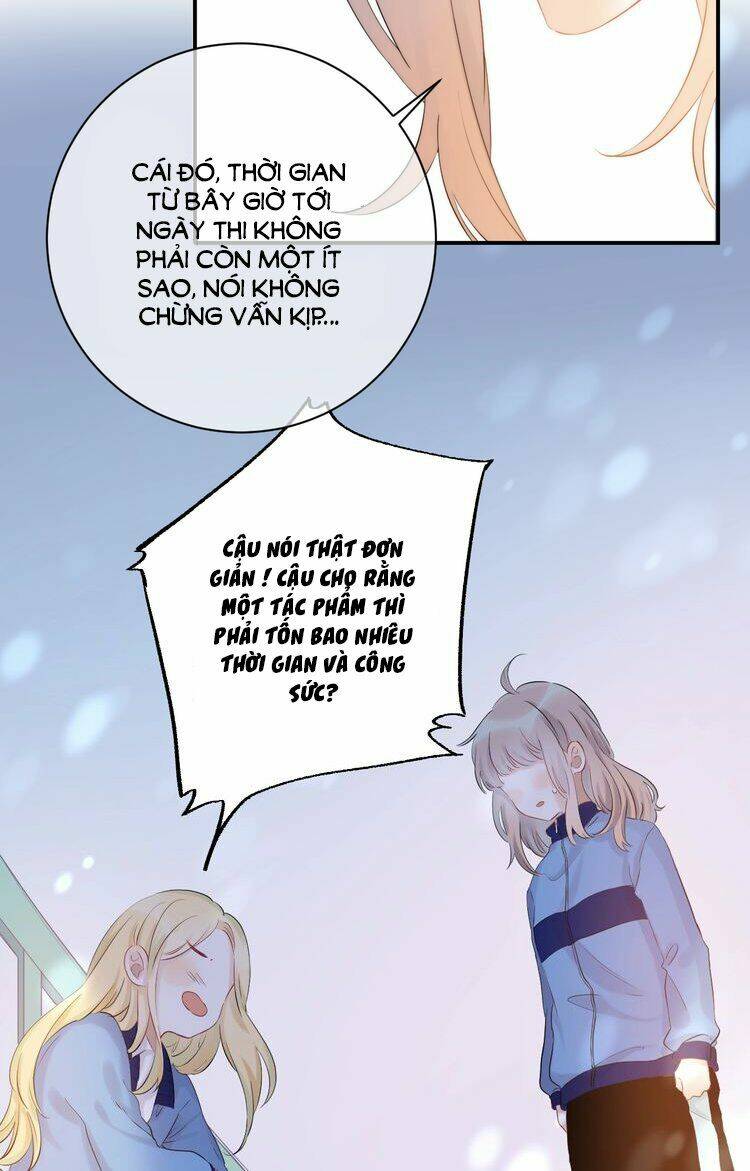 CÁI ĐÓ, THỜI GIAN
TỪ BÂY GIỜ TỚI
NGÀY THI KHÔNG
PHẢI CÒN MỘT ÍT
SAO, NÓI KHÔNG
CHỪNG VẪN KỊP....
CẬU NÓI THẬT ĐƠN
GIẢN ! CẬU CHO RẰNG
MỘT TÁC PHẨM THÌ
PHẢI TỐN BAO NHIÊU
THỜI GIAN VÀ CÔNG
SỨC?